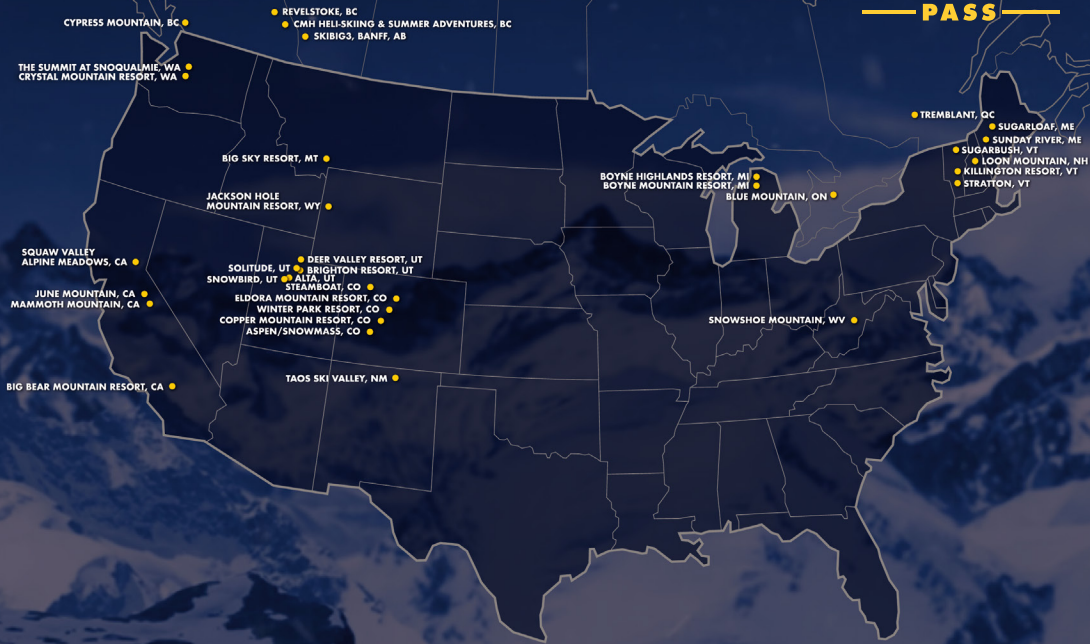 PASS
REVELSTOKE, BC
CYPRESS MOUNTAIN, BC
CMH HELI-SKIING & SUMMER ADVENTURES, BC
SKIBIG3, BANFF, AB
THE SUMMIT AT SNOQUALMIE, WA
CRYSTAL MOUNTAIN RESORT, WA
TREMBLANT, QC
SUGARLOAF, ME
SUNDAY RIVER, ME
SUGARBUSH, VT
LOON MOUNTAIN, NH
KILLINGTON RESORT, VT
STRATTON, VT
BIG SKY RESORT, MT
BOYNE HIGHLANDS RESORT, MI
BOYNE MOUNTAIN RESORT, MI
BLUE MOUNTAIN, ON
JACKSON HOLE
MOUNTAIN RESORT, WY
SQUAW VALLEY
ALPINE MEADOWS, CA
DEER VALLEY RESORT, UT
SOLITUDE, UT
BRIGHTON RESORT, UT
SNOWBIRD, UT
ALTA, UT
STEAMBOAT, CO
JUNE MOUNTAIN, CA
MAMMOTH MOUNTAIN, CA
ELDORA MOUNTAIN RESORT, CO
WINTER PARK RESORT, CO
COPPER MOUNTAIN RESORT, CO
ASPEN/SNOWMASS, CO
SNOWSHOE MOUNTAIN, WV
BIG BEAR MOUNTAIN RESORT, CA
TAOS SKI VALLEY, NM